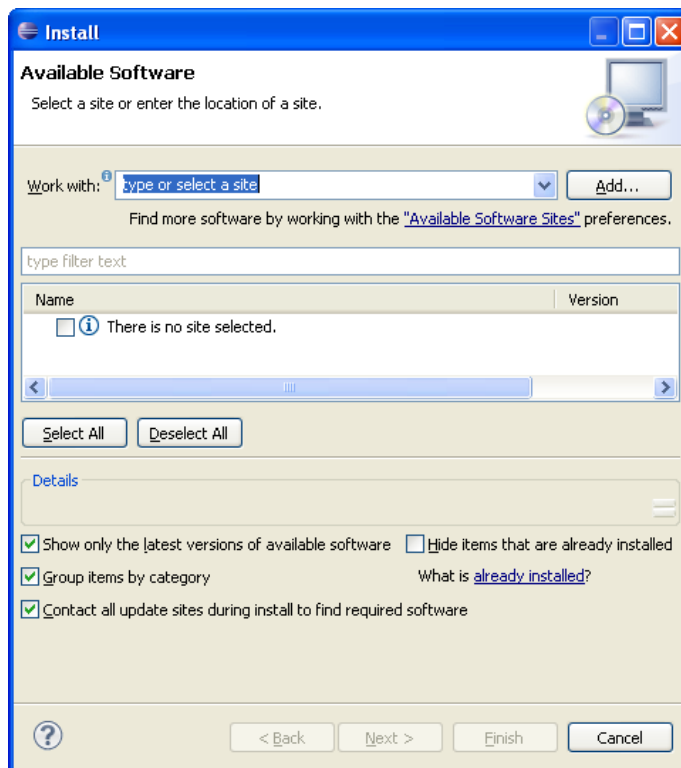 Install
Available Software
Select a site or enter the location of a site.
Work with: type or select a site Add...
Find more software by working with the "Available Software Sites" preferences.
type filter text
Name Version
There is no site selected.
Select All Deselect All
Details
Show only the latest versions of available software Hide items that are already installed
Group items by category What is already installed?
Contact all update sites during install to find required software
? < Back Next > Finish Cancel